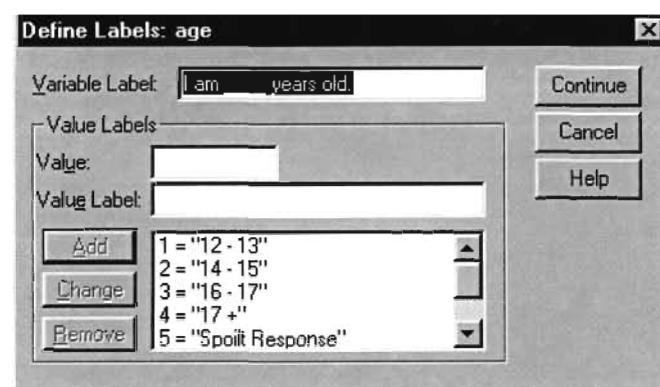 Define Labels: age
Variable Label: I am ____ years old.
Continue
Value Labels
Cancel
Value:
Help
Value Label:
Add
1 = "12 - 13"
2 = "14 - 15"
Change
3 = "16 - 17"
4 = "17 +"
Remove
5 = "Spoilt Response"